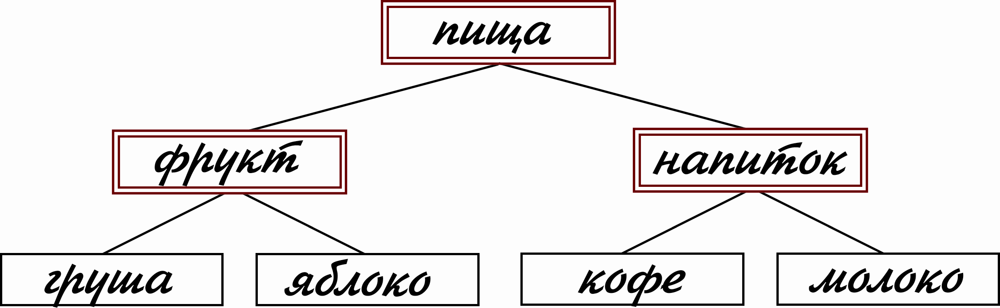 пища
фрукт
напиток
груша
яблоко
кофе
молоко